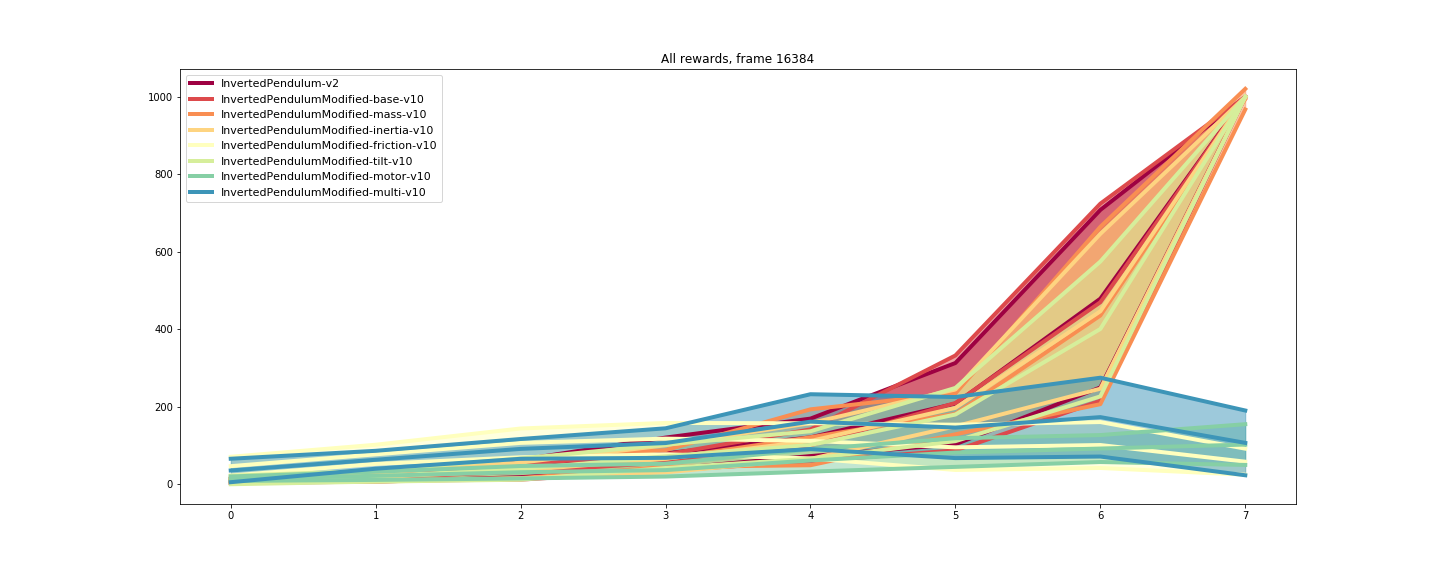 All rewards, frame 16384
InvertedPendulum-v2
InvertedPendulumModified-base-v10
InvertedPendulumModified-mass-v10
InvertedPendulumModified-inertia-v10
InvertedPendulumModified-friction-v10
InvertedPendulumModified-tilt-v10
InvertedPendulumModified-motor-v10
InvertedPendulumModified-multi-v10
1000
800
600
400
200
0
0 1 2 3 4 5 6 7